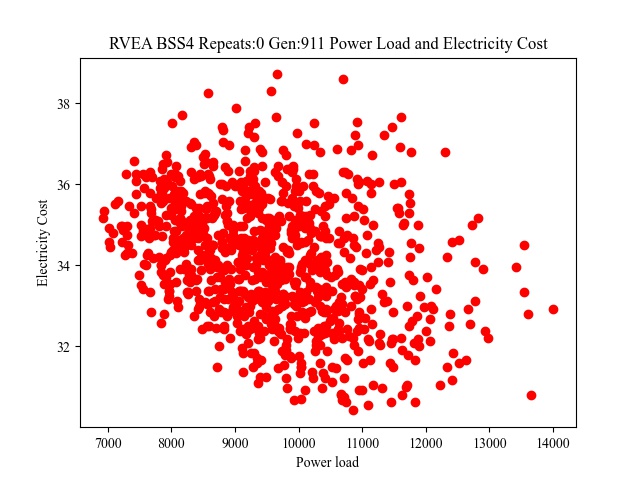 RVEA BSS4 Repeats:0 Gen:911 Power Load and Electricity Cost
38
36
34
32
Electricity Cost
7000 8000 9000 10000 11000 12000 13000 14000
Power load